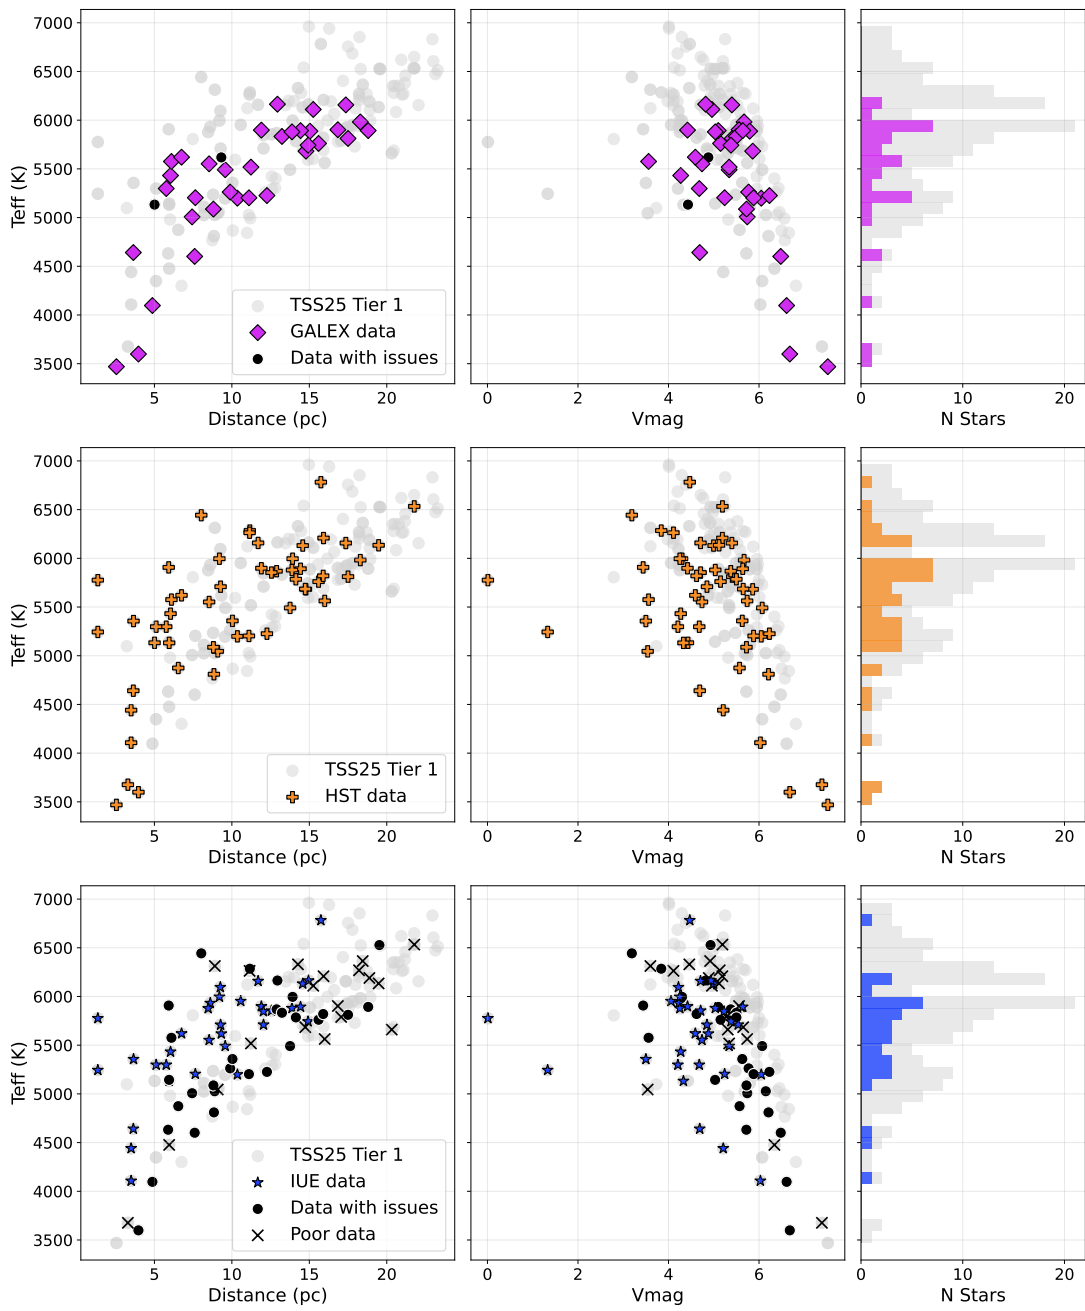 7000
6500
6000
5500
5000
4500
4000
3500
Teff (K)
TSS25 Tier 1
GALEX data
Data with issues
5 10 15 20
0 2 4 6
0 10 20
Distance (pc)
Vmag
N Stars
7000
6500
6000
5500
5000
4500
4000
3500
Teff (K)
TSS25 Tier 1
HST data
5 10 15 20
0 2 4 6
0 10 20
Distance (pc)
Vmag
N Stars
7000
6500
6000
5500
5000
4500
4000
3500
Teff (K)
TSS25 Tier 1
IUE data
Data with issues
Poor data
5 10 15 20
0 2 4 6
0 10 20
Distance (pc)
Vmag
N Stars